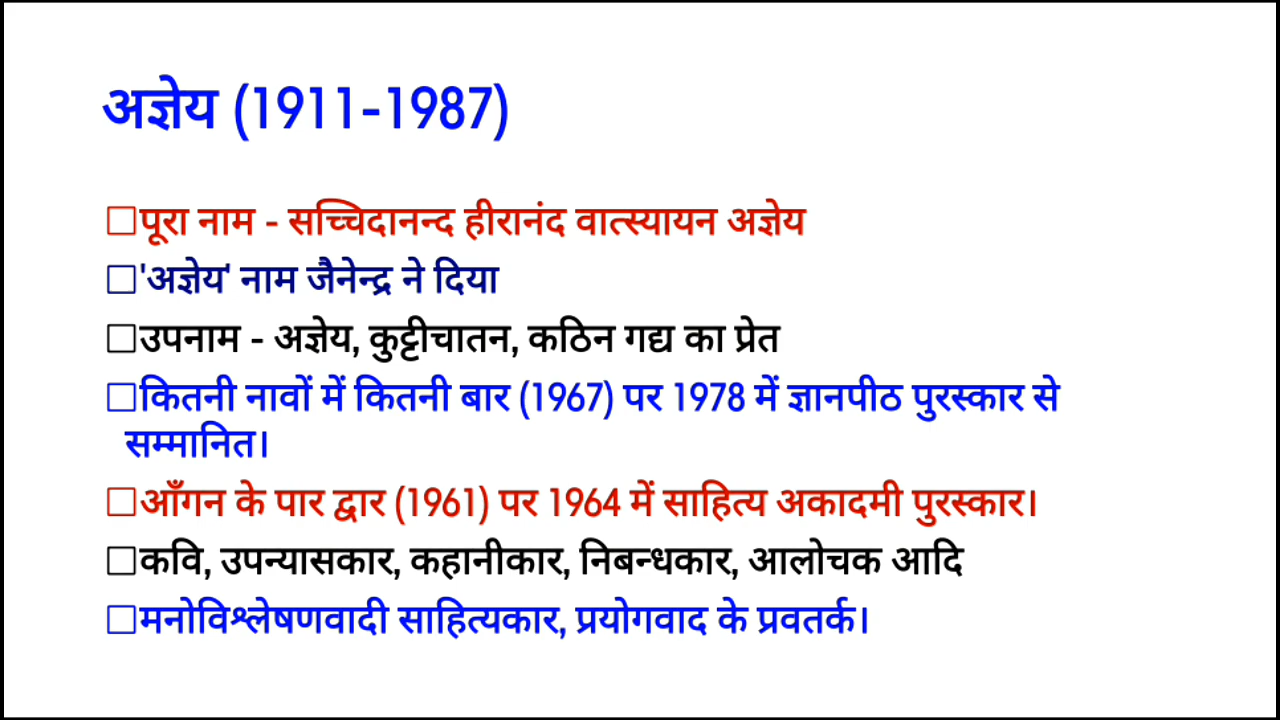 अज्ञेय (1911-1987)
□पूरा नाम - सच्चिदानन्द हीरानंद वात्स्यायन अज्ञेय
□'अज्ञेय' नाम जैनेन्द्र ने दिया
□उपनाम - अज्ञेय, कुट्टीचातन, कठिन गद्य का प्रेत
□कितनी नावों में कितनी बार (1967) पर 1978 में ज्ञानपीठ पुरस्कार से
सम्मानित।
□आँगन के पार द्वार (1961) पर 1964 में साहित्य अकादमी पुरस्कार।
□कवि, उपन्यासकार, कहानीकार, निबन्धकार, आलोचक आदि
□मनोविश्लेषणवादी साहित्यकार, प्रयोगवाद के प्रवतर्क।